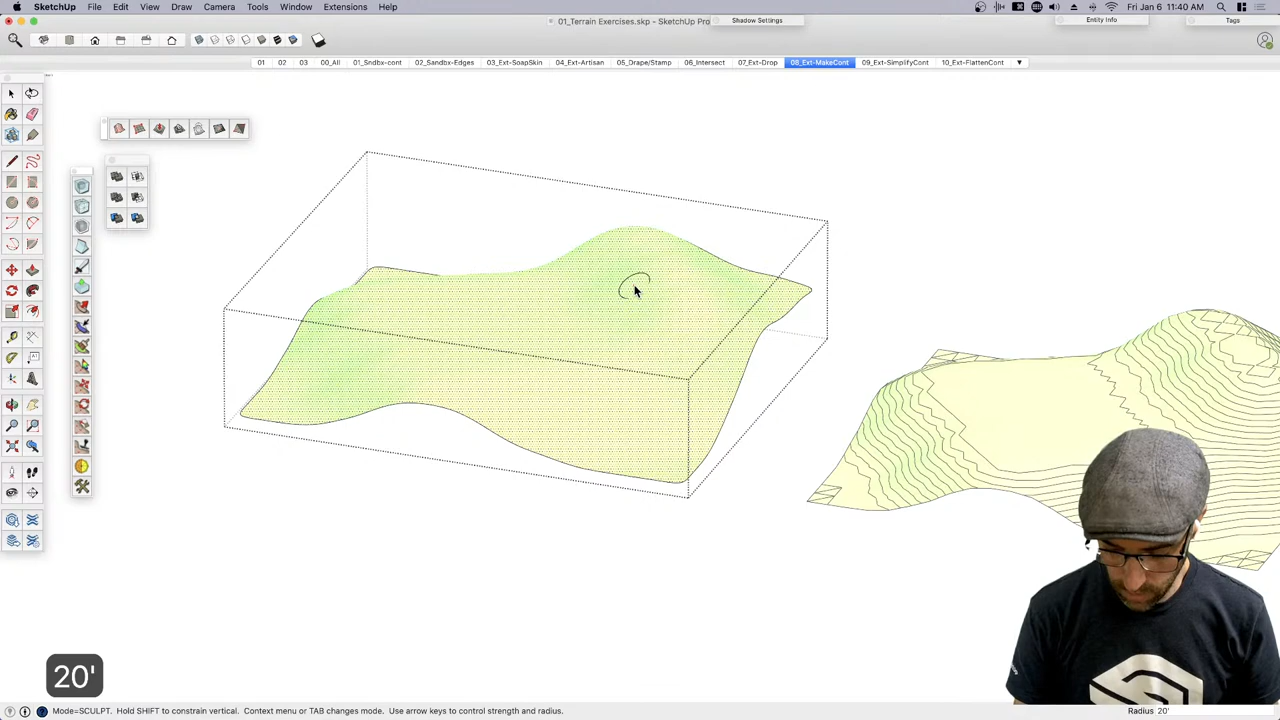 SketchUp File Edit View Draw Camera Tools Window Extensions Help
Fri Jan 6 11:40 AM
01_Terrain Exercises.skp - SketchUp Pro
Shadow Settings
Entity Info
Tags
01 02 03 00_All 01_Sndbx-cont 02_Sandbox-Edges 03_Ext-SoapSkin 04_Ext-Artisan 05_Drape/Stamp 06_Intersect 07_Ext-Drop 08_Ext-MakeCont 09_Ext-SimplifyCont 10_Ext-FlattenCont
20'
Mode=SCULPT. Hold SHIFT to constrain vertical. Context menu or TAB changes mode. Use arrow keys to control strength and radius.
Radius 20'